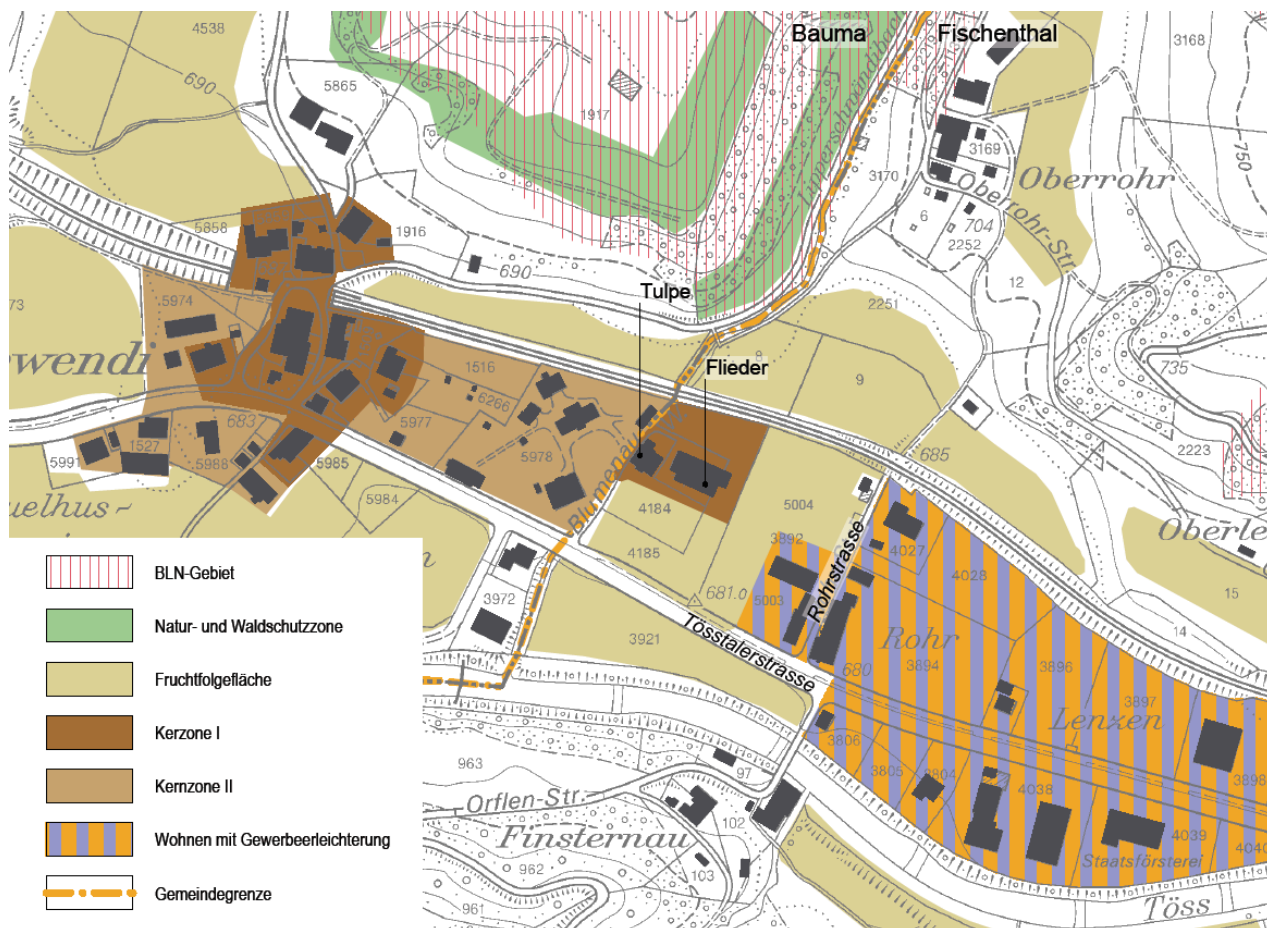 4538
690
5865
1917
Bauma
Fischenthal
3168
750
3169
3170
Oberrohr
Oberrohr-Str.
6
704
2252
12
5858
1916
690
Tulpe
2251
8
9
Flieder
735
5974
73
ewendi
1516
6266
5977
5978
683
1527
5991
5988
5985
5984
Blumenau
4184
4185
5004
685
2223
uelhus-
Oberle
Rohrstrasse
3892
4027
4028
5003
681.0
Tösstalerstrasse
3972
n
3921
Rohr
3894
680
3896
3897
Lenzen
15
14
3898
3806
3805
3804
4038
4039
4040
Staatsförsterei
Töss
963
97
Orflen-Str.
Finsternau
102
103
962
961
BLN-Gebiet
Natur- und Waldschutzzone
Fruchtfolgefläche
Kerzone I
Kernzone II
Wohnen mit Gewerbeerleichterung
Gemeindegrenze